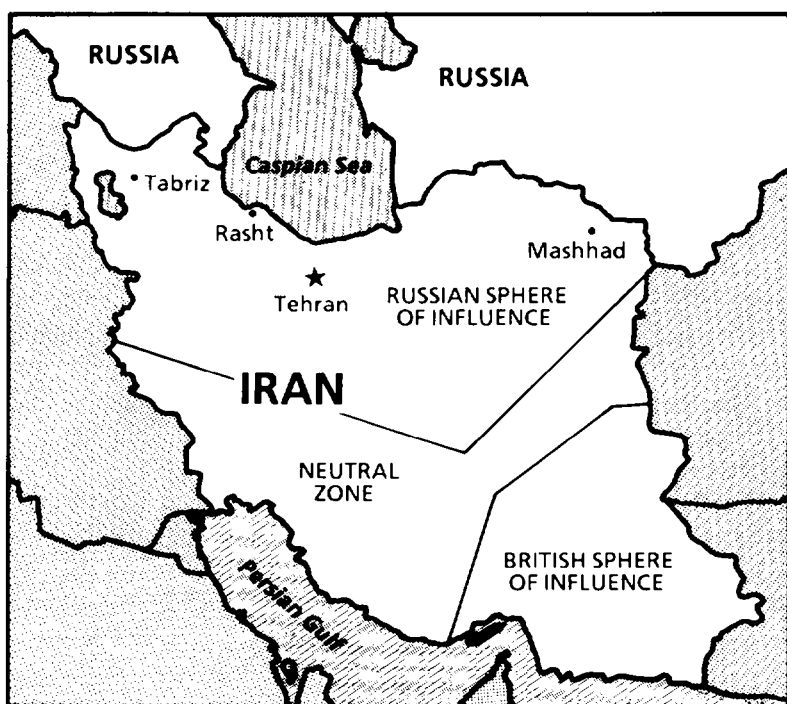 RUSSIA
RUSSIA
Caspian Sea
Tabriz
Rasht
Mashhad
Tehran
RUSSIAN SPHERE
OF INFLUENCE
IRAN
NEUTRAL
ZONE
BRITISH SPHERE
OF INFLUENCE
Persian Gulf